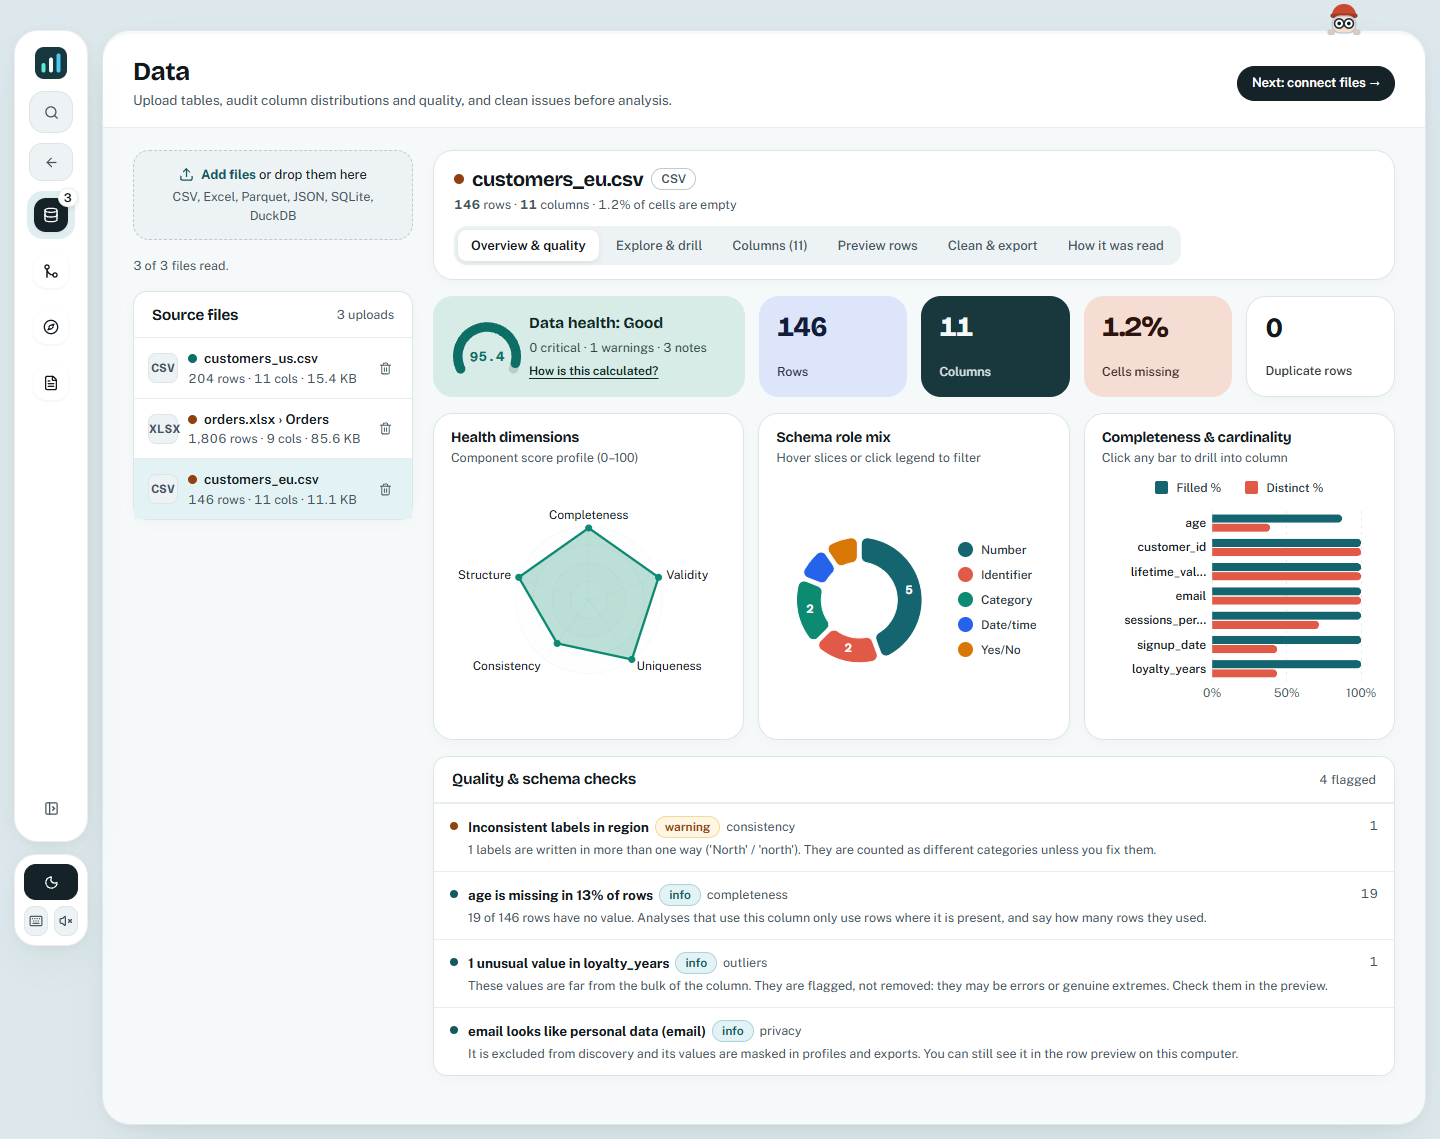 Data
Upload tables, audit column distributions and quality, and clean issues before analysis.
Next: connect files →
3
Add files or drop them here
CSV, Excel, Parquet, JSON, SQLite,
DuckDB
3 of 3 files read.
Source files
3 uploads
CSV
customers_us.csv
204 rows · 11 cols · 15.4 KB
XLSX
orders.xlsx › Orders
1,806 rows · 9 cols · 85.6 KB
CSV
customers_eu.csv
146 rows · 11 cols · 11.1 KB
customers_eu.csv
CSV
146 rows · 11 columns · 1.2% of cells are empty
Overview & quality
Explore & drill
Columns (11)
Preview rows
Clean & export
How it was read
95.4
Data health: Good
0 critical · 1 warnings · 3 notes
How is this calculated?
146
Rows
11
Columns
1.2%
Cells missing
0
Duplicate rows
Health dimensions
Component score profile (0–100)
Completeness
Structure
Validity
Consistency
Uniqueness
Schema role mix
Hover slices or click legend to filter
5
2
2
Number
Identifier
Category
Date/time
Yes/No
Completeness & cardinality
Click any bar to drill into column
Filled %
Distinct %
age
customer_id
lifetime_val...
email
sessions_per...
signup_date
loyalty_years
0%
50%
100%
Quality & schema checks
4 flagged
Inconsistent labels in region
warning
consistency
1
1 labels are written in more than one way ('North' / 'north'). They are counted as different categories unless you fix them.
age is missing in 13% of rows
info
completeness
19
19 of 146 rows have no value. Analyses that use this column only use rows where it is present, and say how many rows they used.
1 unusual value in loyalty_years
info
outliers
1
These values are far from the bulk of the column. They are flagged, not removed: they may be errors or genuine extremes. Check them in the preview.
email looks like personal data (email)
info
privacy
It is excluded from discovery and its values are masked in profiles and exports. You can still see it in the row preview on this computer.